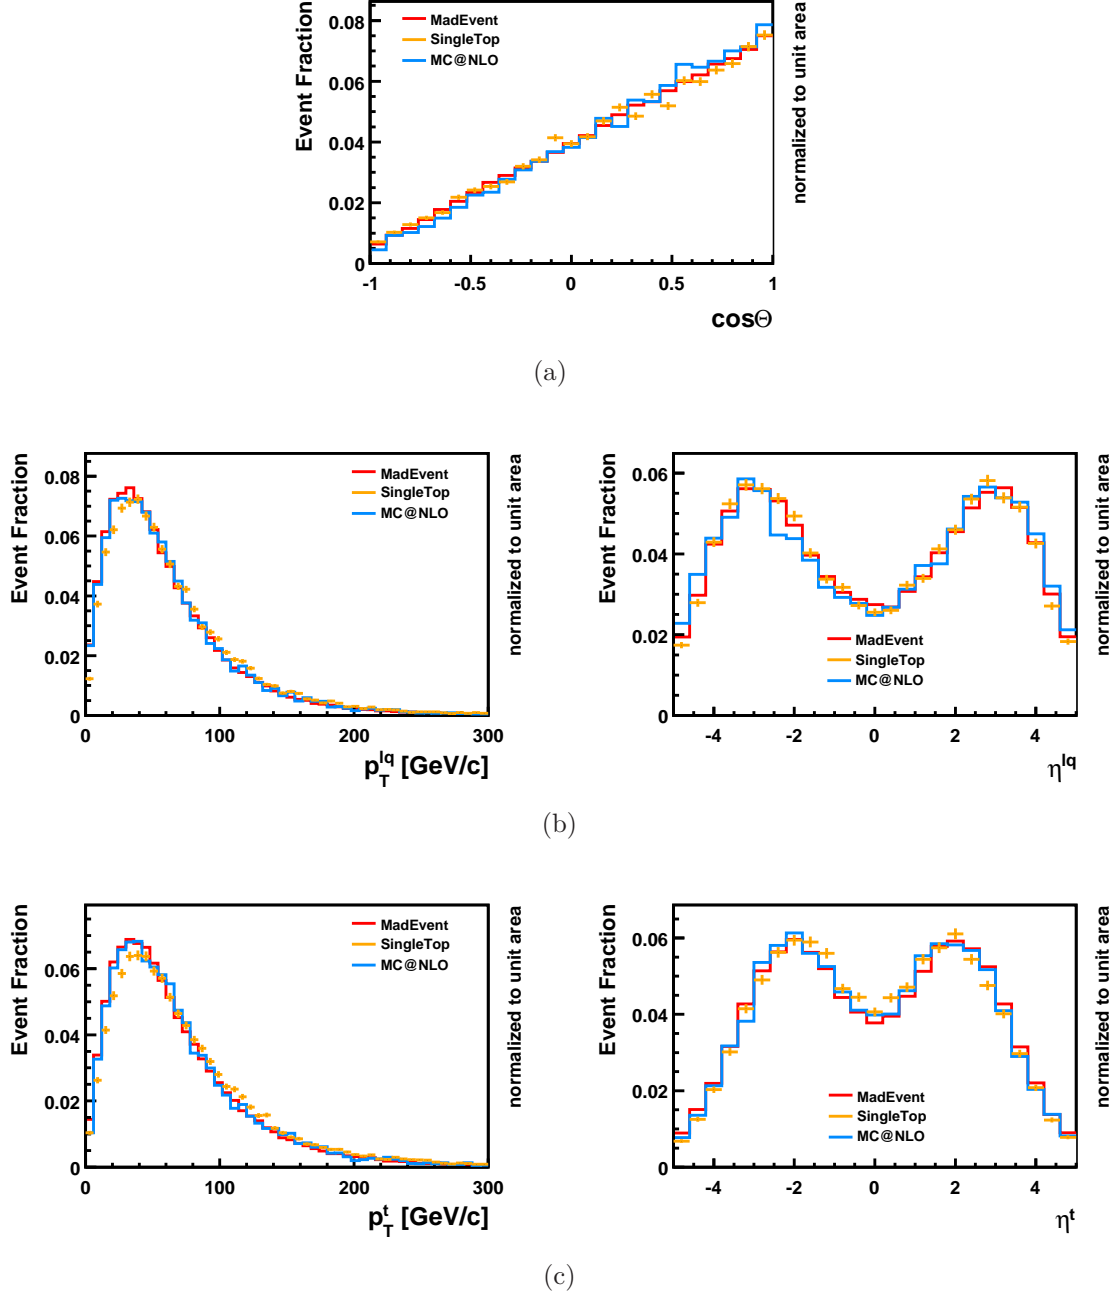 Event Fraction
0.08
0.06
0.04
0.02
0
MadEvent
SingleTop
MC@NLO
normalized to unit area
-1 -0.5 0 0.5 1
cosΘ
(a)
Event Fraction
0.08
0.06
0.04
0.02
0
MadEvent
SingleTop
MC@NLO
normalized to unit area
0 100 200 300
p_T^lq [GeV/c]
Event Fraction
0.06
0.04
0.02
0
MadEvent
SingleTop
MC@NLO
normalized to unit area
-4 -2 0 2 4
η^lq
(b)
Event Fraction
0.06
0.04
0.02
0
MadEvent
SingleTop
MC@NLO
normalized to unit area
0 100 200 300
p_T^t [GeV/c]
Event Fraction
0.06
0.04
0.02
0
MadEvent
SingleTop
MC@NLO
normalized to unit area
-4 -2 0 2 4
η^t
(c)